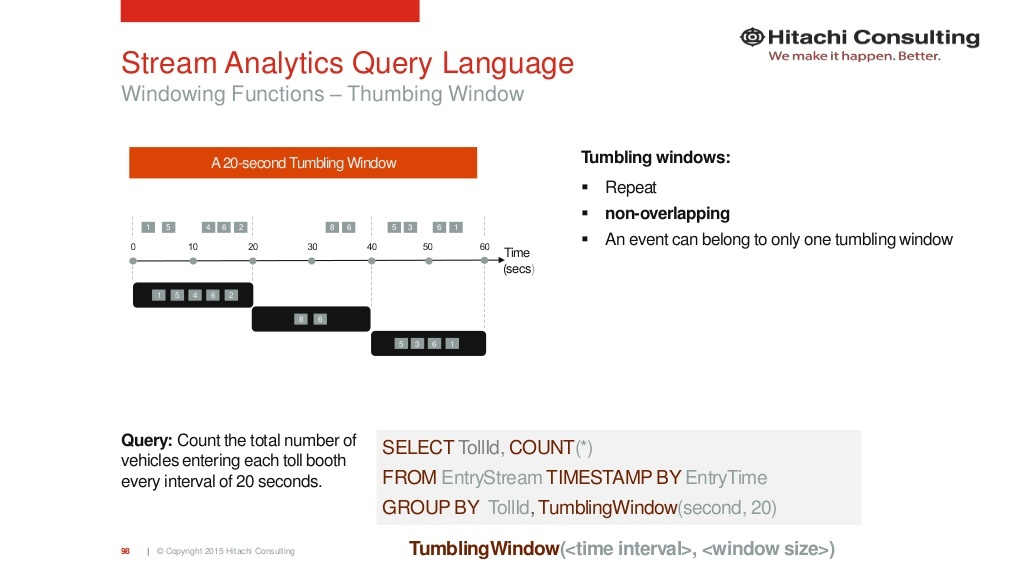 Hitachi Consulting
We make it happen. Better.
Stream Analytics Query Language
Windowing Functions – Thumbing Window
A 20-second Tumbling Window
1 5 4 6 2 8 6 5 3 6 1
0 10 20 30 40 50 60 Time
(secs)
1 5 4 6 2
8 6
5 3 6 1
Tumbling windows:
▪ Repeat
▪ non-overlapping
▪ An event can belong to only one tumbling window
Query: Count the total number of
vehicles entering each toll booth
every interval of 20 seconds.
SELECT TollId, COUNT(*)
FROM EntryStream TIMESTAMP BY EntryTime
GROUP BY TollId, TumblingWindow(second, 20)
TumblingWindow(<time interval>, <window size>)
98 | © Copyright 2015 Hitachi Consulting